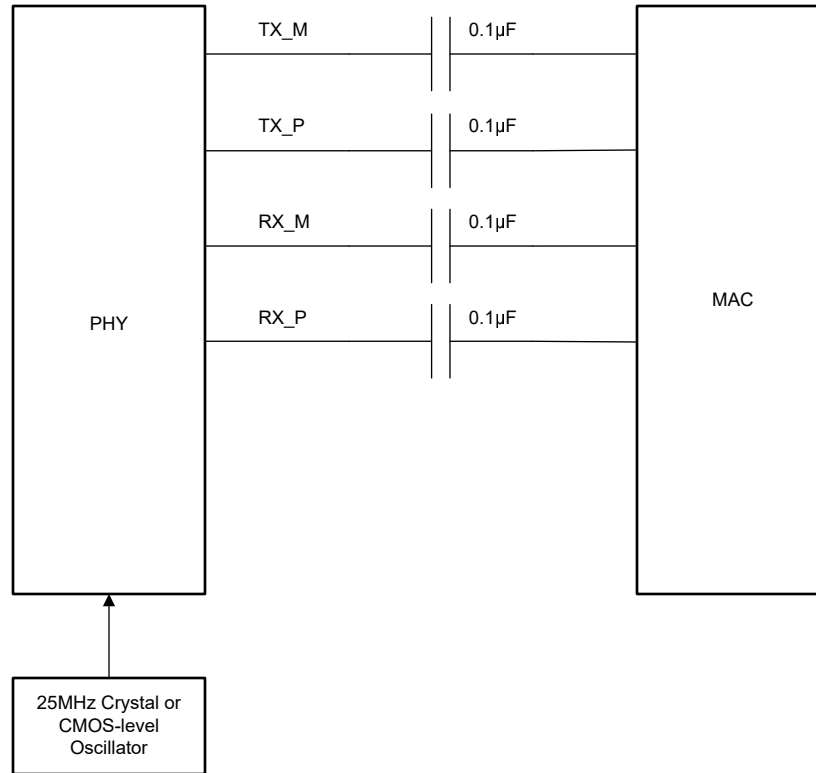 TX_M 0.1µF
TX_P 0.1µF
RX_M 0.1µF
MAC
RX_P 0.1µF
PHY
25MHz Crystal or
CMOS-level
Oscillator